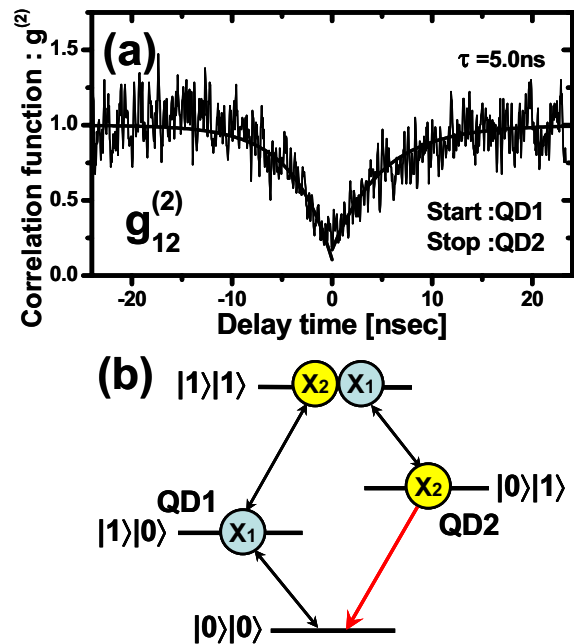 (a)
τ =5.0ns
Correlation function : g(2)
1.5
1.0
0.5
0.0
g12(2)
Start :QD1
Stop :QD2
-20 -10 0 10 20
Delay time [nsec]
(b)
|1⟩|1⟩ X2 X1
X2 |0⟩|1⟩
QD1 QD2
|1⟩|0⟩ X1
|0⟩|0⟩